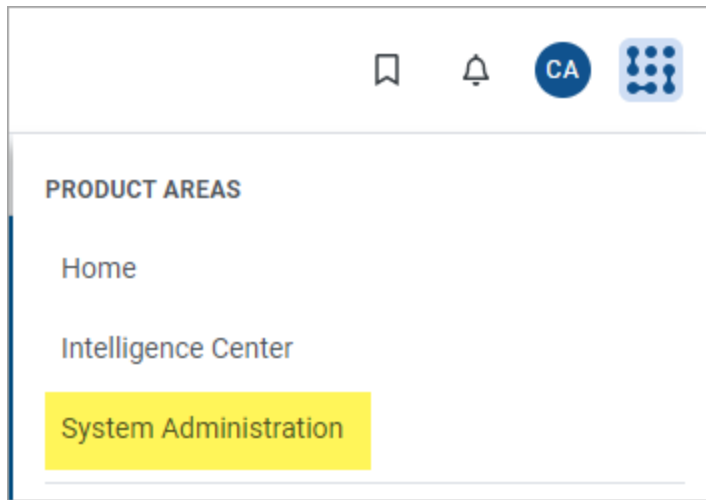 CA
PRODUCT AREAS
Home
Intelligence Center
System Administration